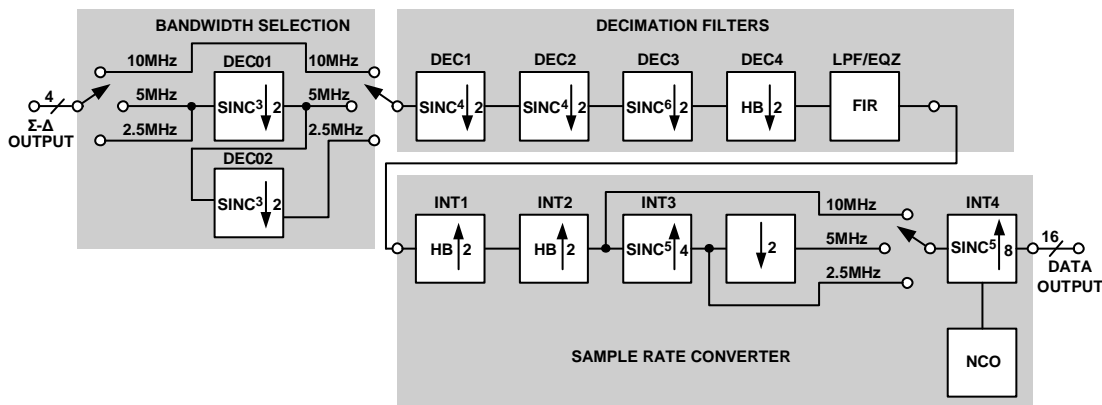 BANDWIDTH SELECTION
DECIMATION FILTERS
10MHz
DEC01
10MHz
DEC1
DEC2
DEC3
DEC4
LPF/EQZ
4
5MHz
SINC3
2
5MHz
SINC4
2
SINC4
2
SINC6
2
HB
2
FIR
Σ-Δ
OUTPUT
2.5MHz
2.5MHz
DEC02
SINC3
2
INT1
INT2
INT3
10MHz
INT4
HB
2
HB
2
SINC5
4
2
5MHz
SINC5
8
16
DATA
OUTPUT
2.5MHz
SAMPLE RATE CONVERTER
NCO